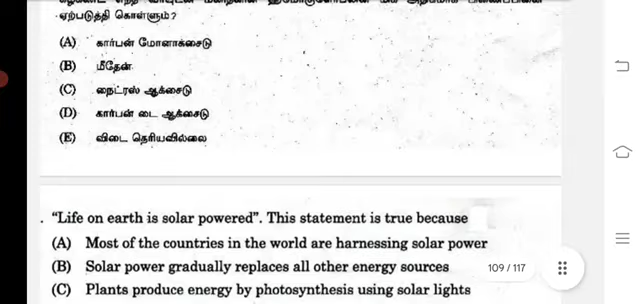 ஏற்படுத்தி கொள்ளும்?
(A) கார்பன் மோனாக்சைடு
(B) மீதேன்
(C) நைட்ரஸ் ஆக்சைடு
(D) கார்பன் டை ஆக்சைடு
(E) விடை தெரியவில்லை
. “Life on earth is solar powered”. This statement is true because
(A) Most of the countries in the world are harnessing solar power
(B) Solar power gradually replaces all other energy sources
109 / 117
(C) Plants produce energy by photosynthesis using solar lights